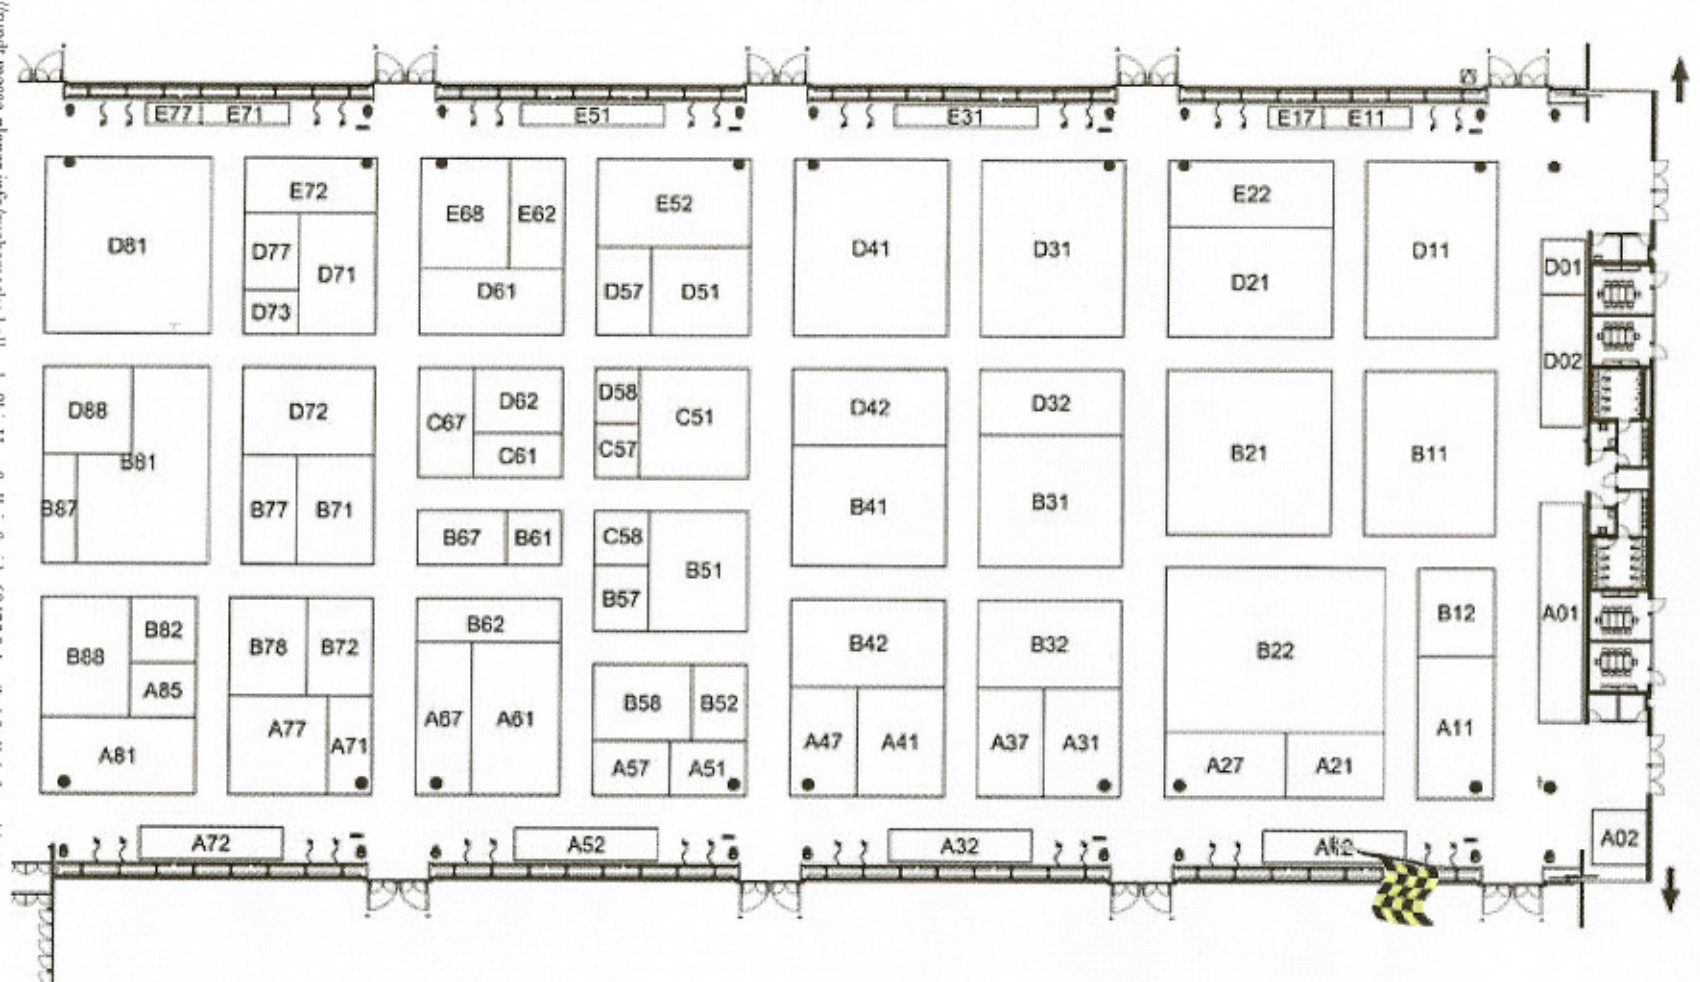 E77 E71 E51 E31 E17 E11
E72 E68 E62 E52 E22
D81 D77 D71 D41 D31 D11 D01
D73 D61 D57 D51 D21
D88 D72 C67 D62 D58 C51 D42 D32 D02
C61 C57
B81 B21 B11
B87 B77 B71 B41 B31
B67 B61 C58 B51
B57
B88 B82 B78 B72 B62 B42 B32 B22 B12 A01
A85
A81 A77 A71 A67 A61 B58 B52 A47 A41 A37 A31 A11
A57 A51 A27 A21
A72 A52 A32 A02